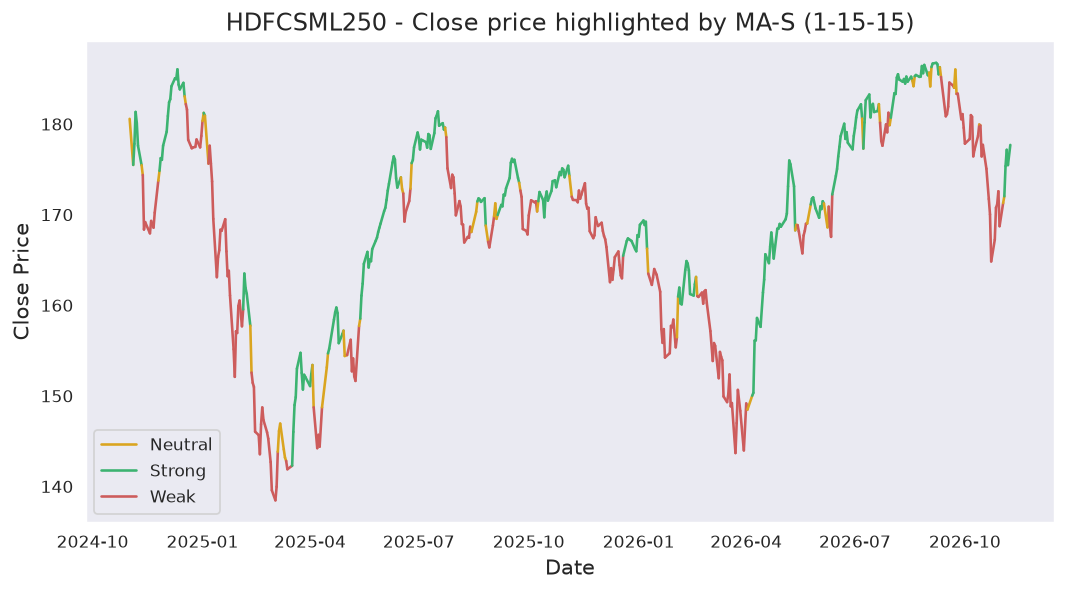 HDFCSML250 - Close price highlighted by MA-S (1-15-15)
Close Price
180
170
160
150
140
Neutral
Strong
Weak
2024-10 2025-01 2025-04 2025-07 2025-10 2026-01 2026-04 2026-07 2026-10
Date